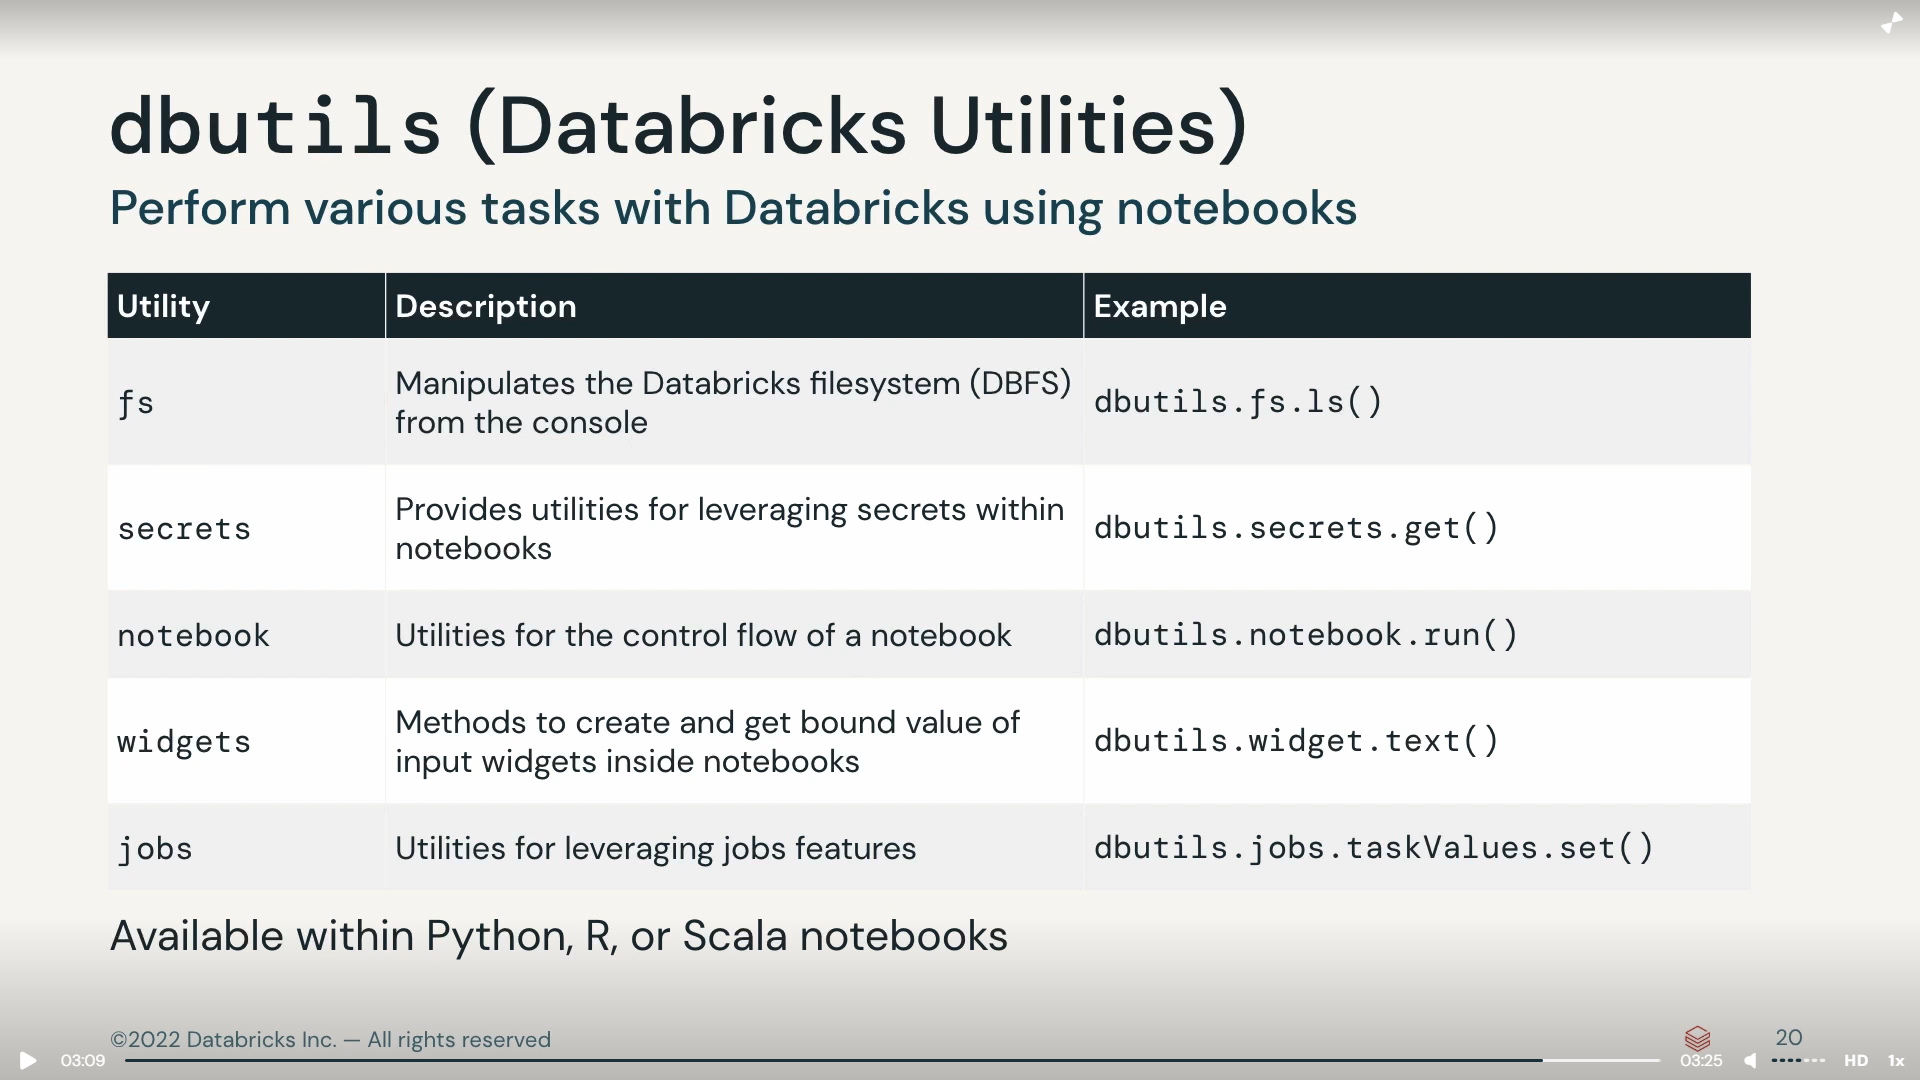 dbutils (Databricks Utilities)
Perform various tasks with Databricks using notebooks
Utility
Description
Example
fs
Manipulates the Databricks filesystem (DBFS)
from the console
dbutils.fs.ls()
secrets
Provides utilities for leveraging secrets within
notebooks
dbutils.secrets.get()
notebook
Utilities for the control flow of a notebook
dbutils.notebook.run()
widgets
Methods to create and get bound value of
input widgets inside notebooks
dbutils.widget.text()
jobs
Utilities for leveraging jobs features
dbutils.jobs.taskValues.set()
Available within Python, R, or Scala notebooks
©2022 Databricks Inc. — All rights reserved
20
03:09
03:25
HD
1x